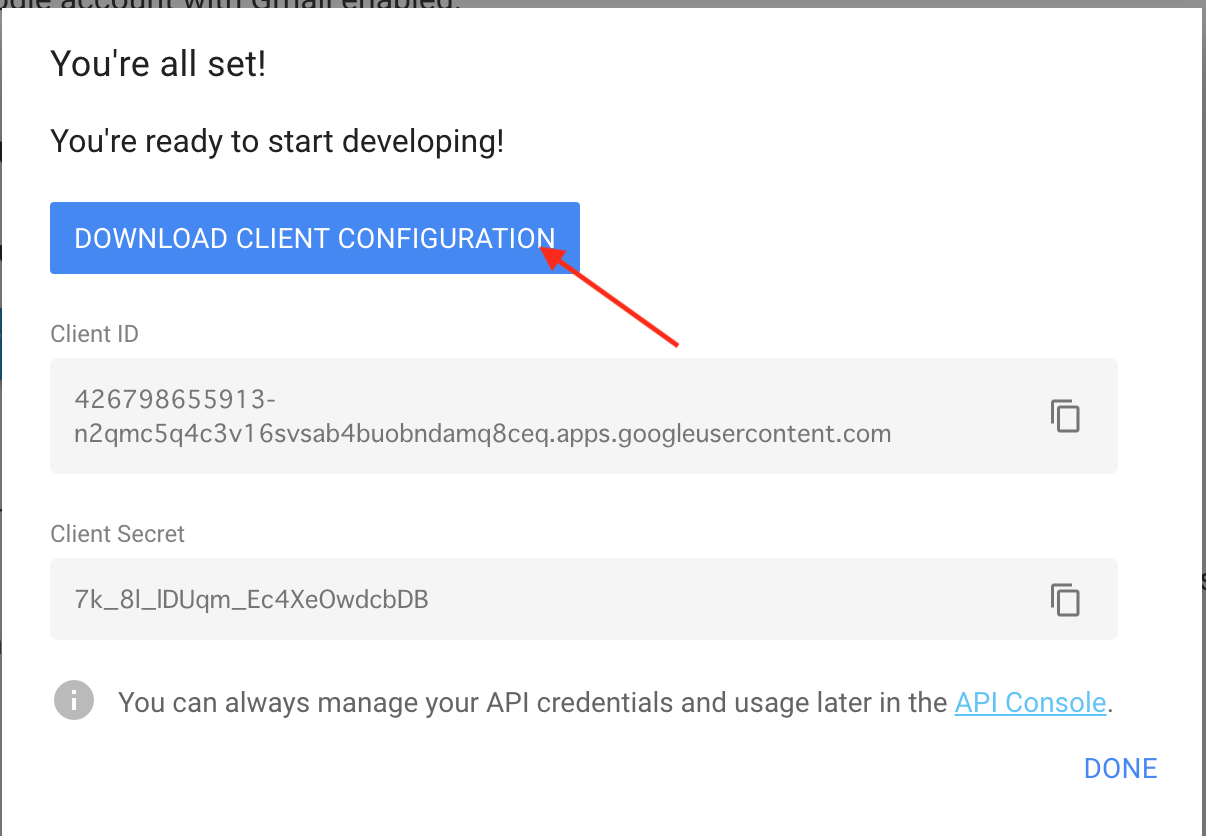 ogle account with Gmail enabled.
You're all set!
You're ready to start developing!
DOWNLOAD CLIENT CONFIGURATION
Client ID
426798655913-
n2qmc5q4c3v16svsab4buobndamq8ceq.apps.googleusercontent.com
Client Secret
7k_8l_lDUqm_Ec4XeOwdcbDB
You can always manage your API credentials and usage later in the API Console.
DONE